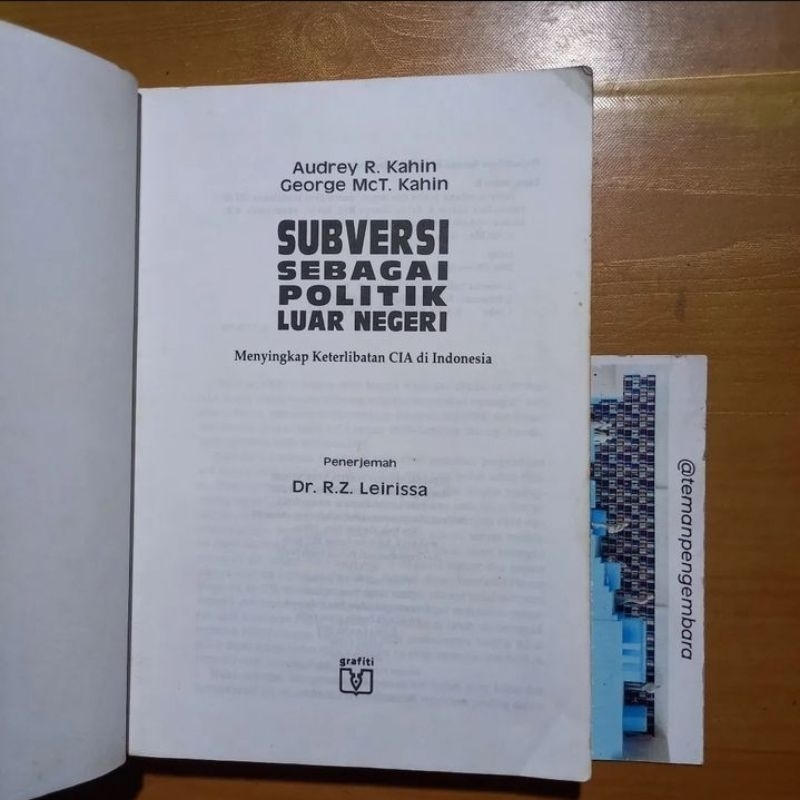 Audrey R. Kahin
George McT. Kahin
SUBVERSI
SEBAGAI
POLITIK
LUAR NEGERI
Menyingkap Keterlibatan CIA di Indonesia
Penerjemah
Dr. R.Z. Leirissa
grafiti
@temanpengembara